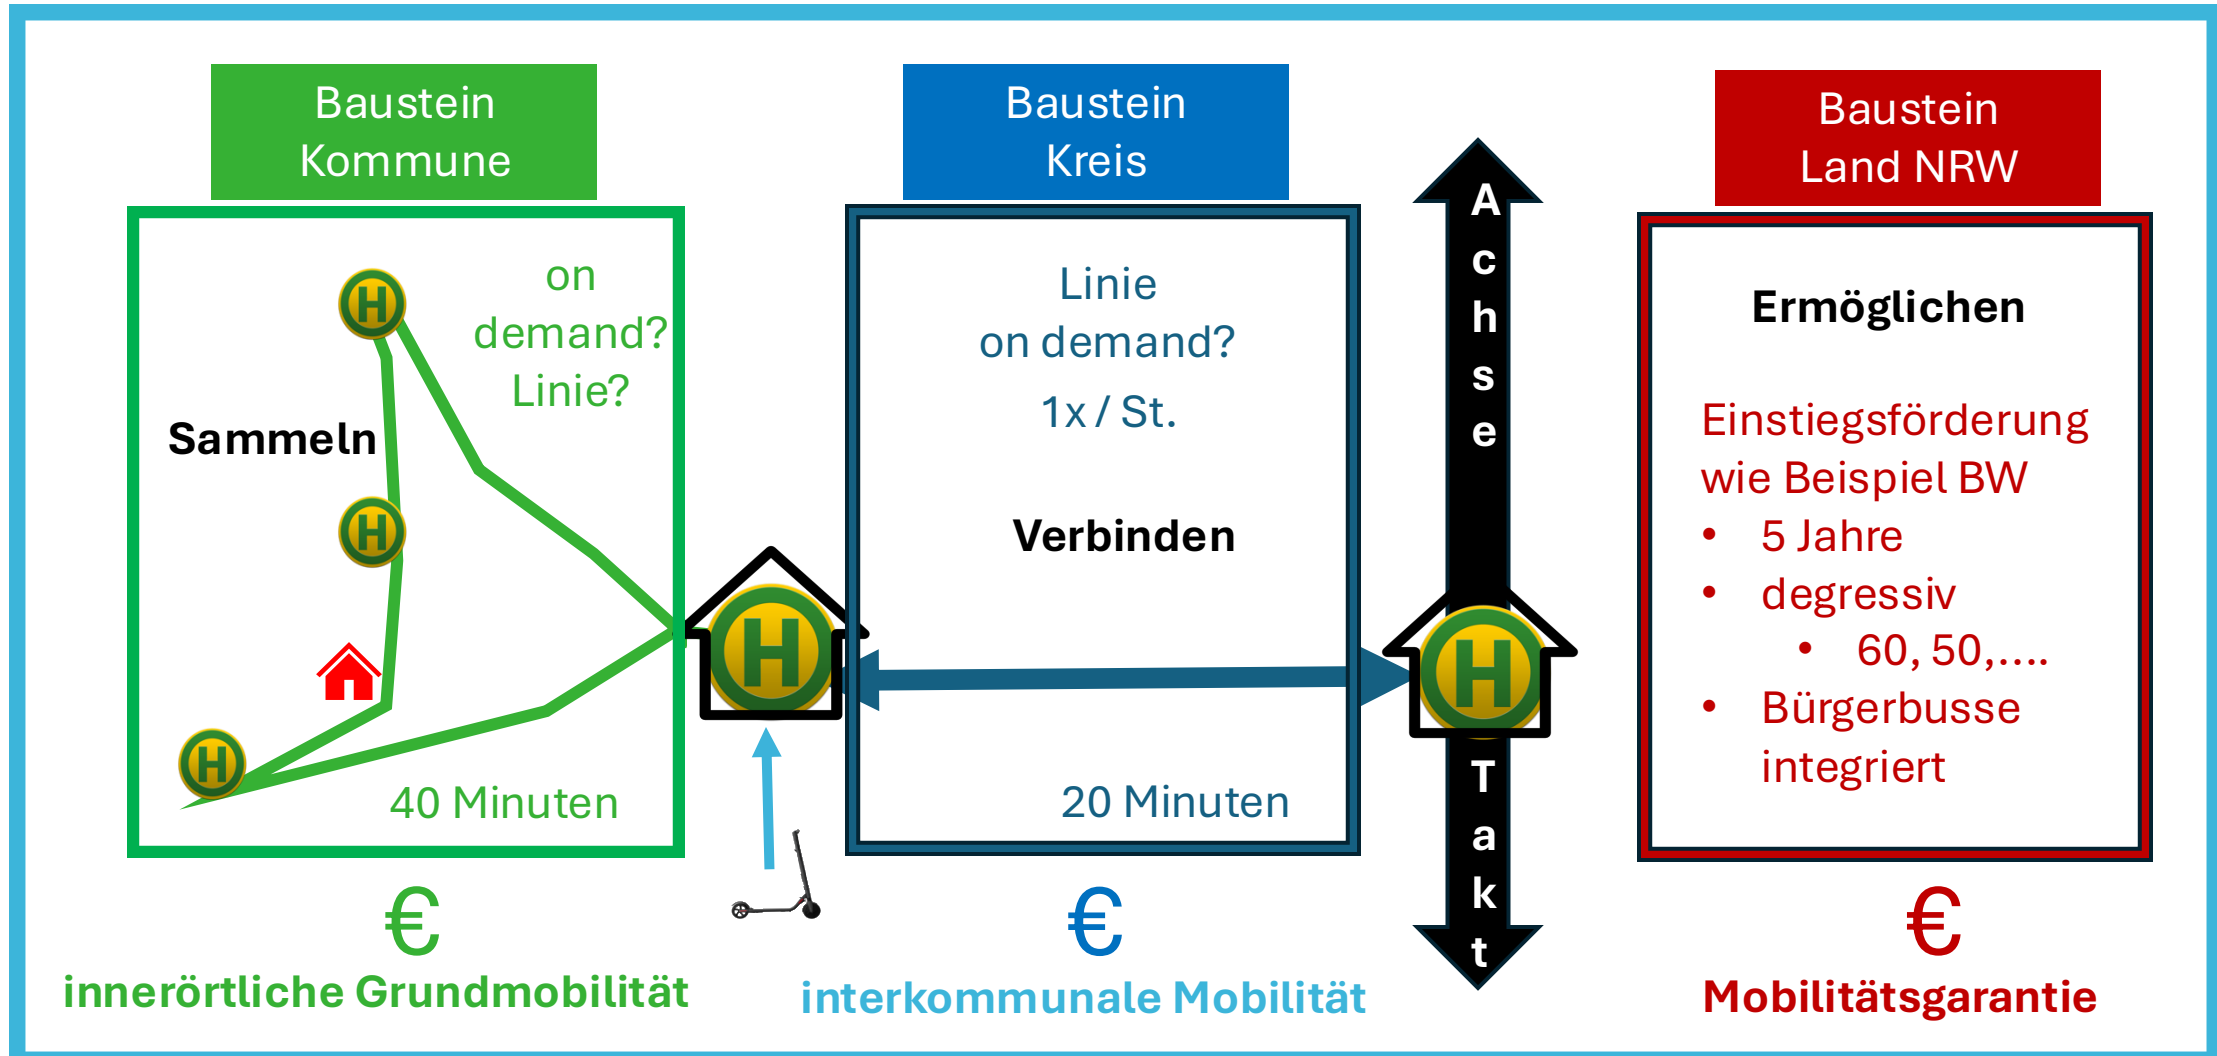 Baustein
Kommune
on
demand?
Linie?
Sammeln
H
H
H
40 Minuten
€
innerörtliche Grundmobilität
H
Baustein
Kreis
Linie
on demand?
1x / St.
Verbinden
20 Minuten
€
interkommunale Mobilität
A
c
h
s
e
H
T
a
k
t
Baustein
Land NRW
Ermöglichen
Einstiegsförderung
wie Beispiel BW
• 5 Jahre
• degressiv
• 60, 50,....
• Bürgerbusse
integriert
€
Mobilitätsgarantie